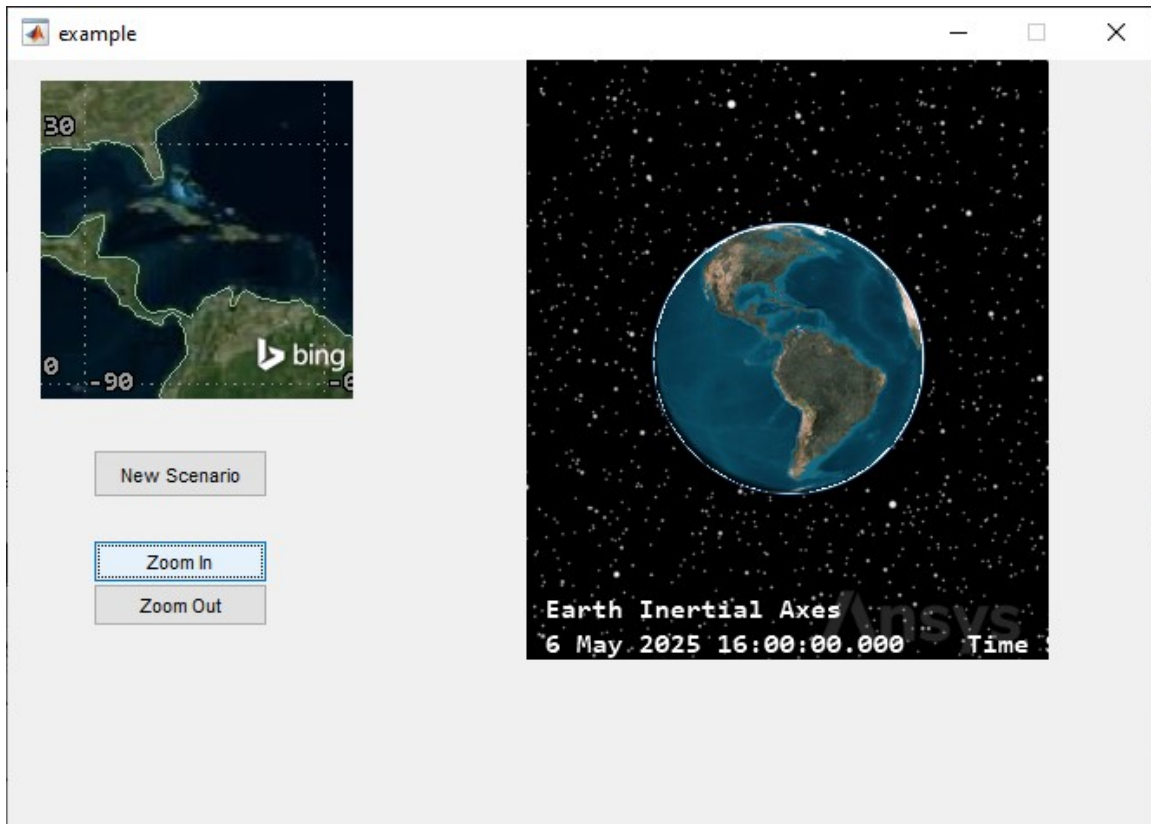 example
30
bing
0
-90
-6
New Scenario
Zoom In
Zoom Out
Earth Inertial Axes
Ansys
6 May 2025 16:00:00.000 Time